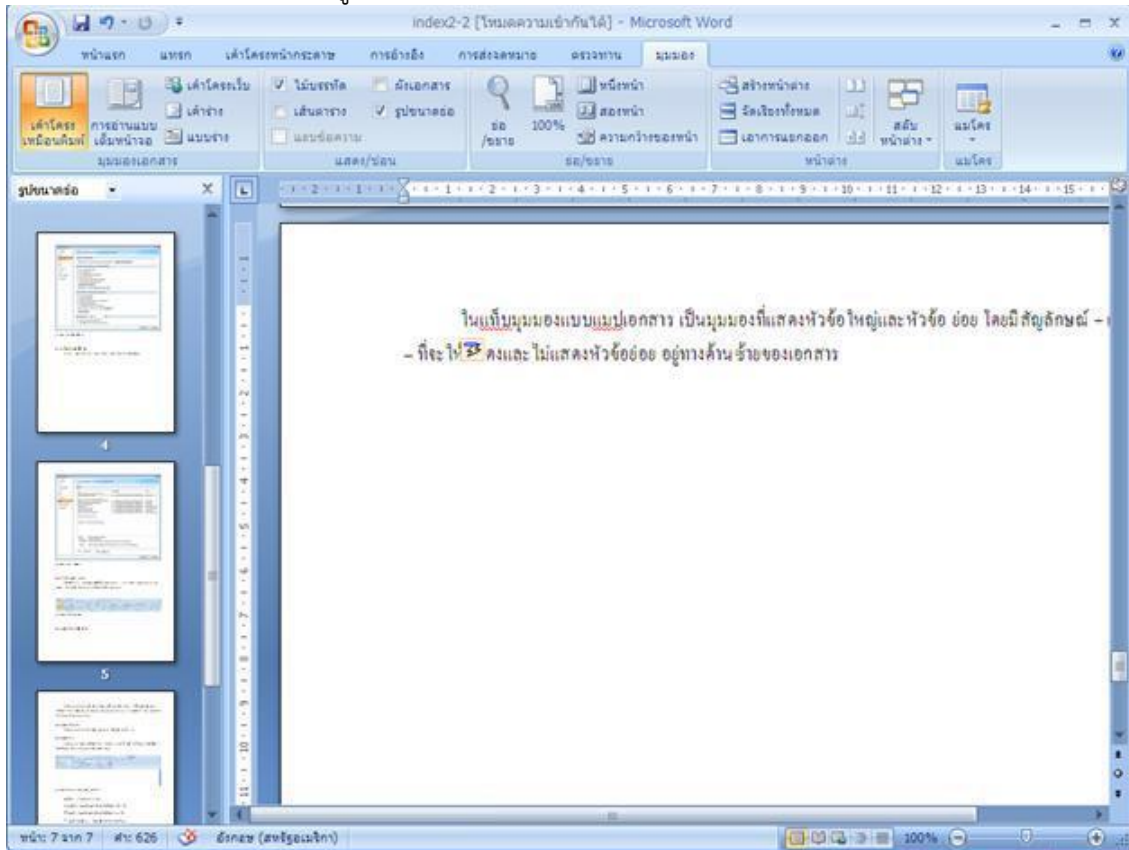 index2-2 [โหมดความเข้ากันได้] - Microsoft Word
หน้าแรก แทรก เค้าโครงหน้ากระดาษ การอ้างอิง การส่งจดหมาย ตรวจทาน มุมมอง
เค้าโครงเว็บ ไม้บรรทัด ผังเอกสาร หนึ่งหน้า สร้างหน้าต่าง
เค้าร่าง เส้นตาราง รูปขนาดย่อ สองหน้า จัดเรียงทั้งหมด
เค้าโครงเหมือนพิมพ์ การอ่านแบบเต็มหน้าจอ แบบร่าง แถบข้อความ ย่อ/ขยาย 100% ความกว้างของหน้า เอาการแยกออก สลับหน้าต่าง แมโคร
มุมมองเอกสาร แสดง/ซ่อน ย่อ/ขยาย หน้าต่าง แมโคร
รูปขนาดย่อ
2 1 1 2 3 4 5 6 7 8 9 10 11 12 13 14 15
ในแท็บมุมมองแบบแมปเอกสาร เป็นมุมมองที่แสดงหัวข้อใหญ่และหัวข้อ ย่อย โดยมีสัญลักษณ์ –
– ที่จะให้ ดงและ ไม่แสดงหัวข้อย่อย อยู่ทางด้าน ซ้ายของเอกสาร
4
5
หน้า: 7 จาก 7 คำ: 626 อังกฤษ (สหรัฐอเมริกา) 100%